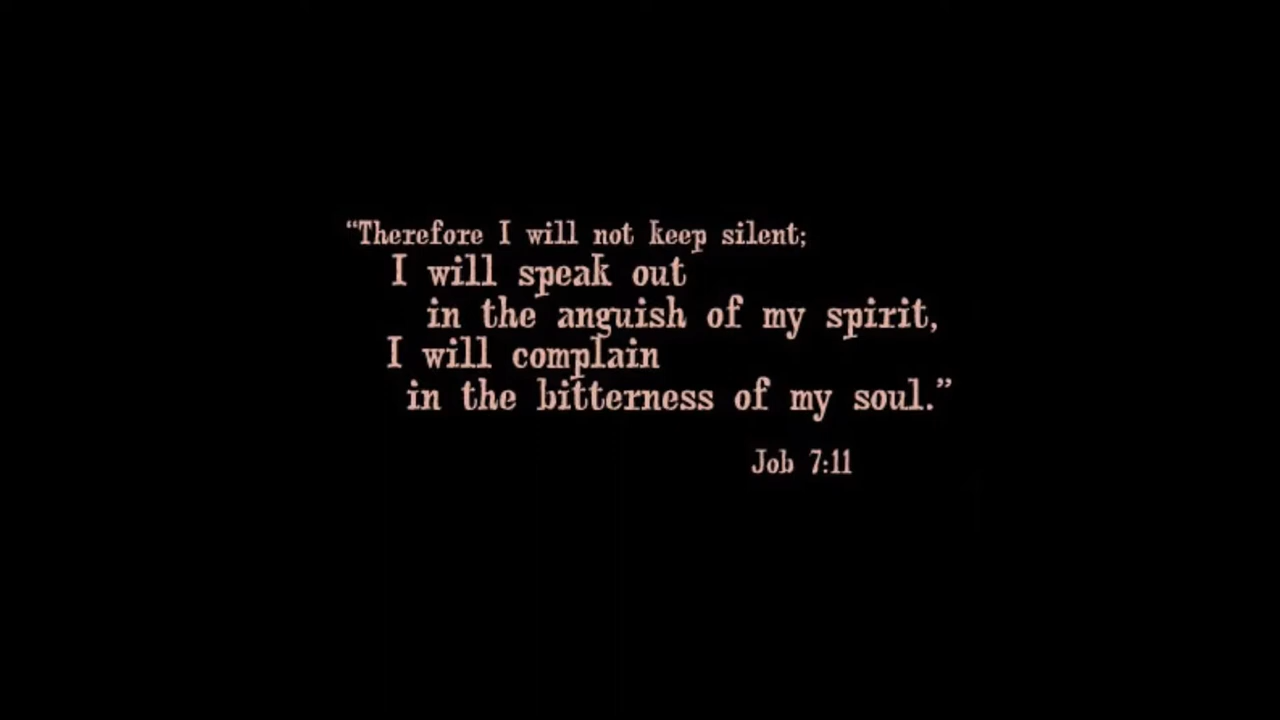 “Therefore I will not keep silent;
I will speak out
in the anguish of my spirit,
I will complain
in the bitterness of my soul.”
Job 7:11